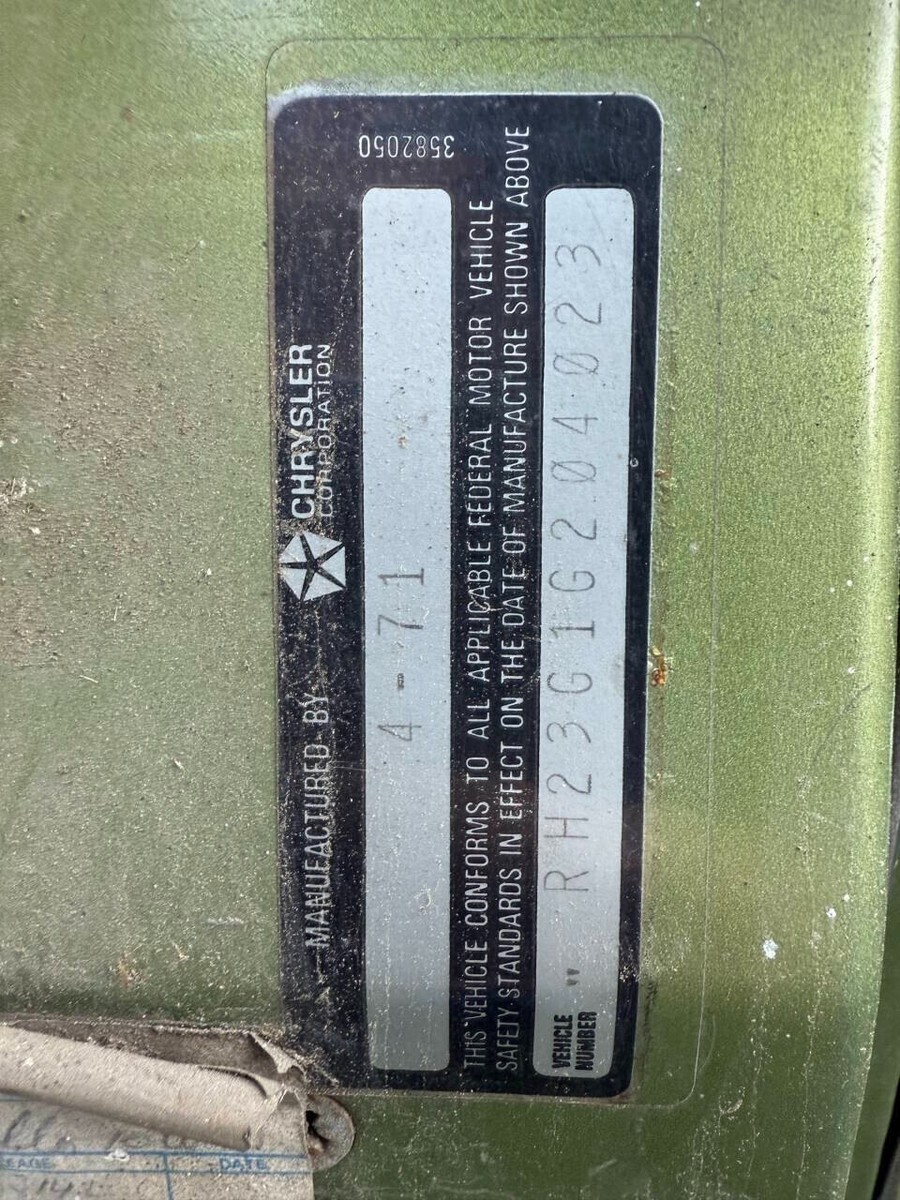 MANUFACTURED BY CHRYSLER
CORPORATION
3582050
4-71
THIS VEHICLE CONFORMS TO ALL APPLICABLE FEDERAL MOTOR VEHICLE
SAFETY STANDARDS IN EFFECT ON THE DATE OF MANUFACTURE SHOWN ABOVE
VEHICLE
NUMBER
RH23G1G204023
DATE